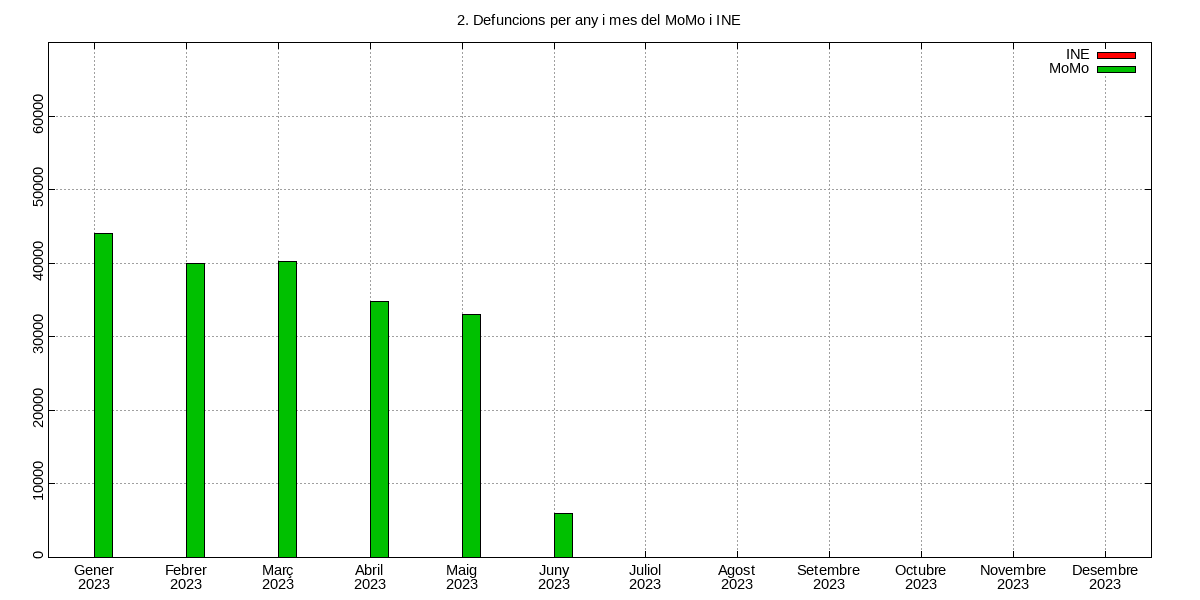 2. Defuncions per any i mes del MoMo i INE
INE
MoMo
60000
50000
40000
30000
20000
10000
0
Gener Febrer Març Abril Maig Juny Juliol Agost Setembre Octubre Novembre Desembre
2023 2023 2023 2023 2023 2023 2023 2023 2023 2023 2023 2023